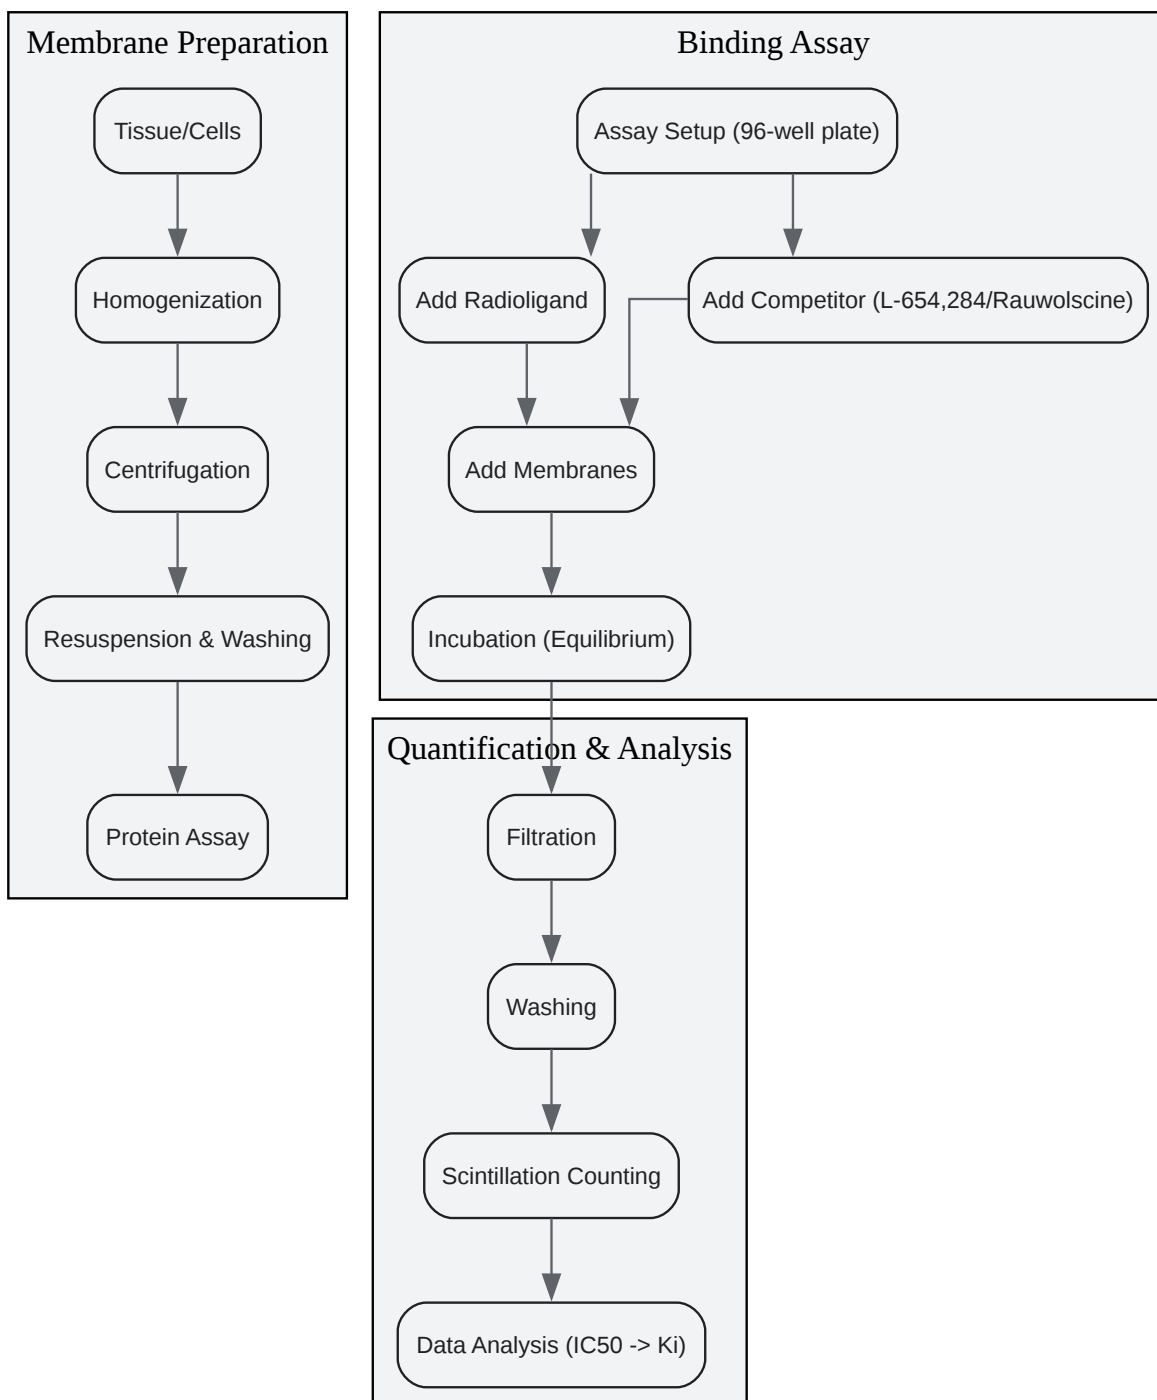 Membrane Preparation
Tissue/Cells
Homogenization
Centrifugation
Resuspension & Washing
Protein Assay
Binding Assay
Assay Setup (96-well plate)
Add Radioligand
Add Competitor (L-654,284/Rauwolscine)
Add Membranes
Incubation (Equilibrium)
Quantification & Analysis
Filtration
Washing
Scintillation Counting
Data Analysis (IC50 -> Ki)